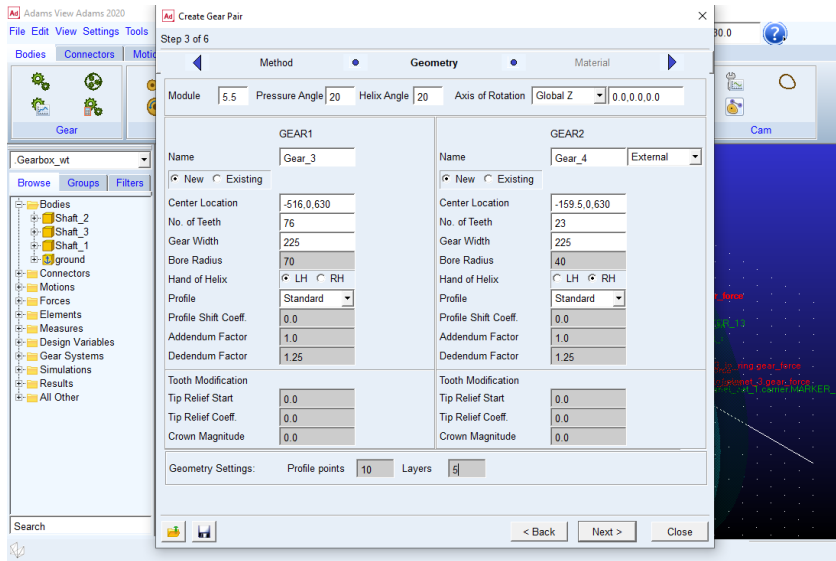 Adams View Adams 2020
File Edit View Settings Tools
Bodies Connectors
Gear
.Gearbox_wt
Browse Groups Filters
Bodies
Shaft_2
Shaft_3
Shaft_1
ground
Connectors
Motions
Forces
Elements
Measures
Design Variables
Gear Systems
Simulations
Results
All Other
Search
Create Gear Pair
Step 3 of 6
Method Geometry Material
Module 5.5 Pressure Angle 20 Helix Angle 20 Axis of Rotation Global Z 0.0,0.0,0.0
GEAR1 GEAR2
Name Gear_3 Name Gear_4 External
New Existing New Existing
Center Location -516,0,630 Center Location -159.5,0,630
No. of Teeth 76 No. of Teeth 23
Gear Width 225 Gear Width 225
Bore Radius 70 Bore Radius 40
Hand of Helix LH RH Hand of Helix LH RH
Profile Standard Profile Standard
Profile Shift Coeff. 0.0 Profile Shift Coeff. 0.0
Addendum Factor 1.0 Addendum Factor 1.0
Dedendum Factor 1.25 Dedendum Factor 1.25
Tooth Modification Tooth Modification
Tip Relief Start 0.0 Tip Relief Start 0.0
Tip Relief Coeff. 0.0 Tip Relief Coeff. 0.0
Crown Magnitude 0.0 Crown Magnitude 0.0
Geometry Settings: Profile points 10 Layers 5
< Back Next > Close
30.0
Cam